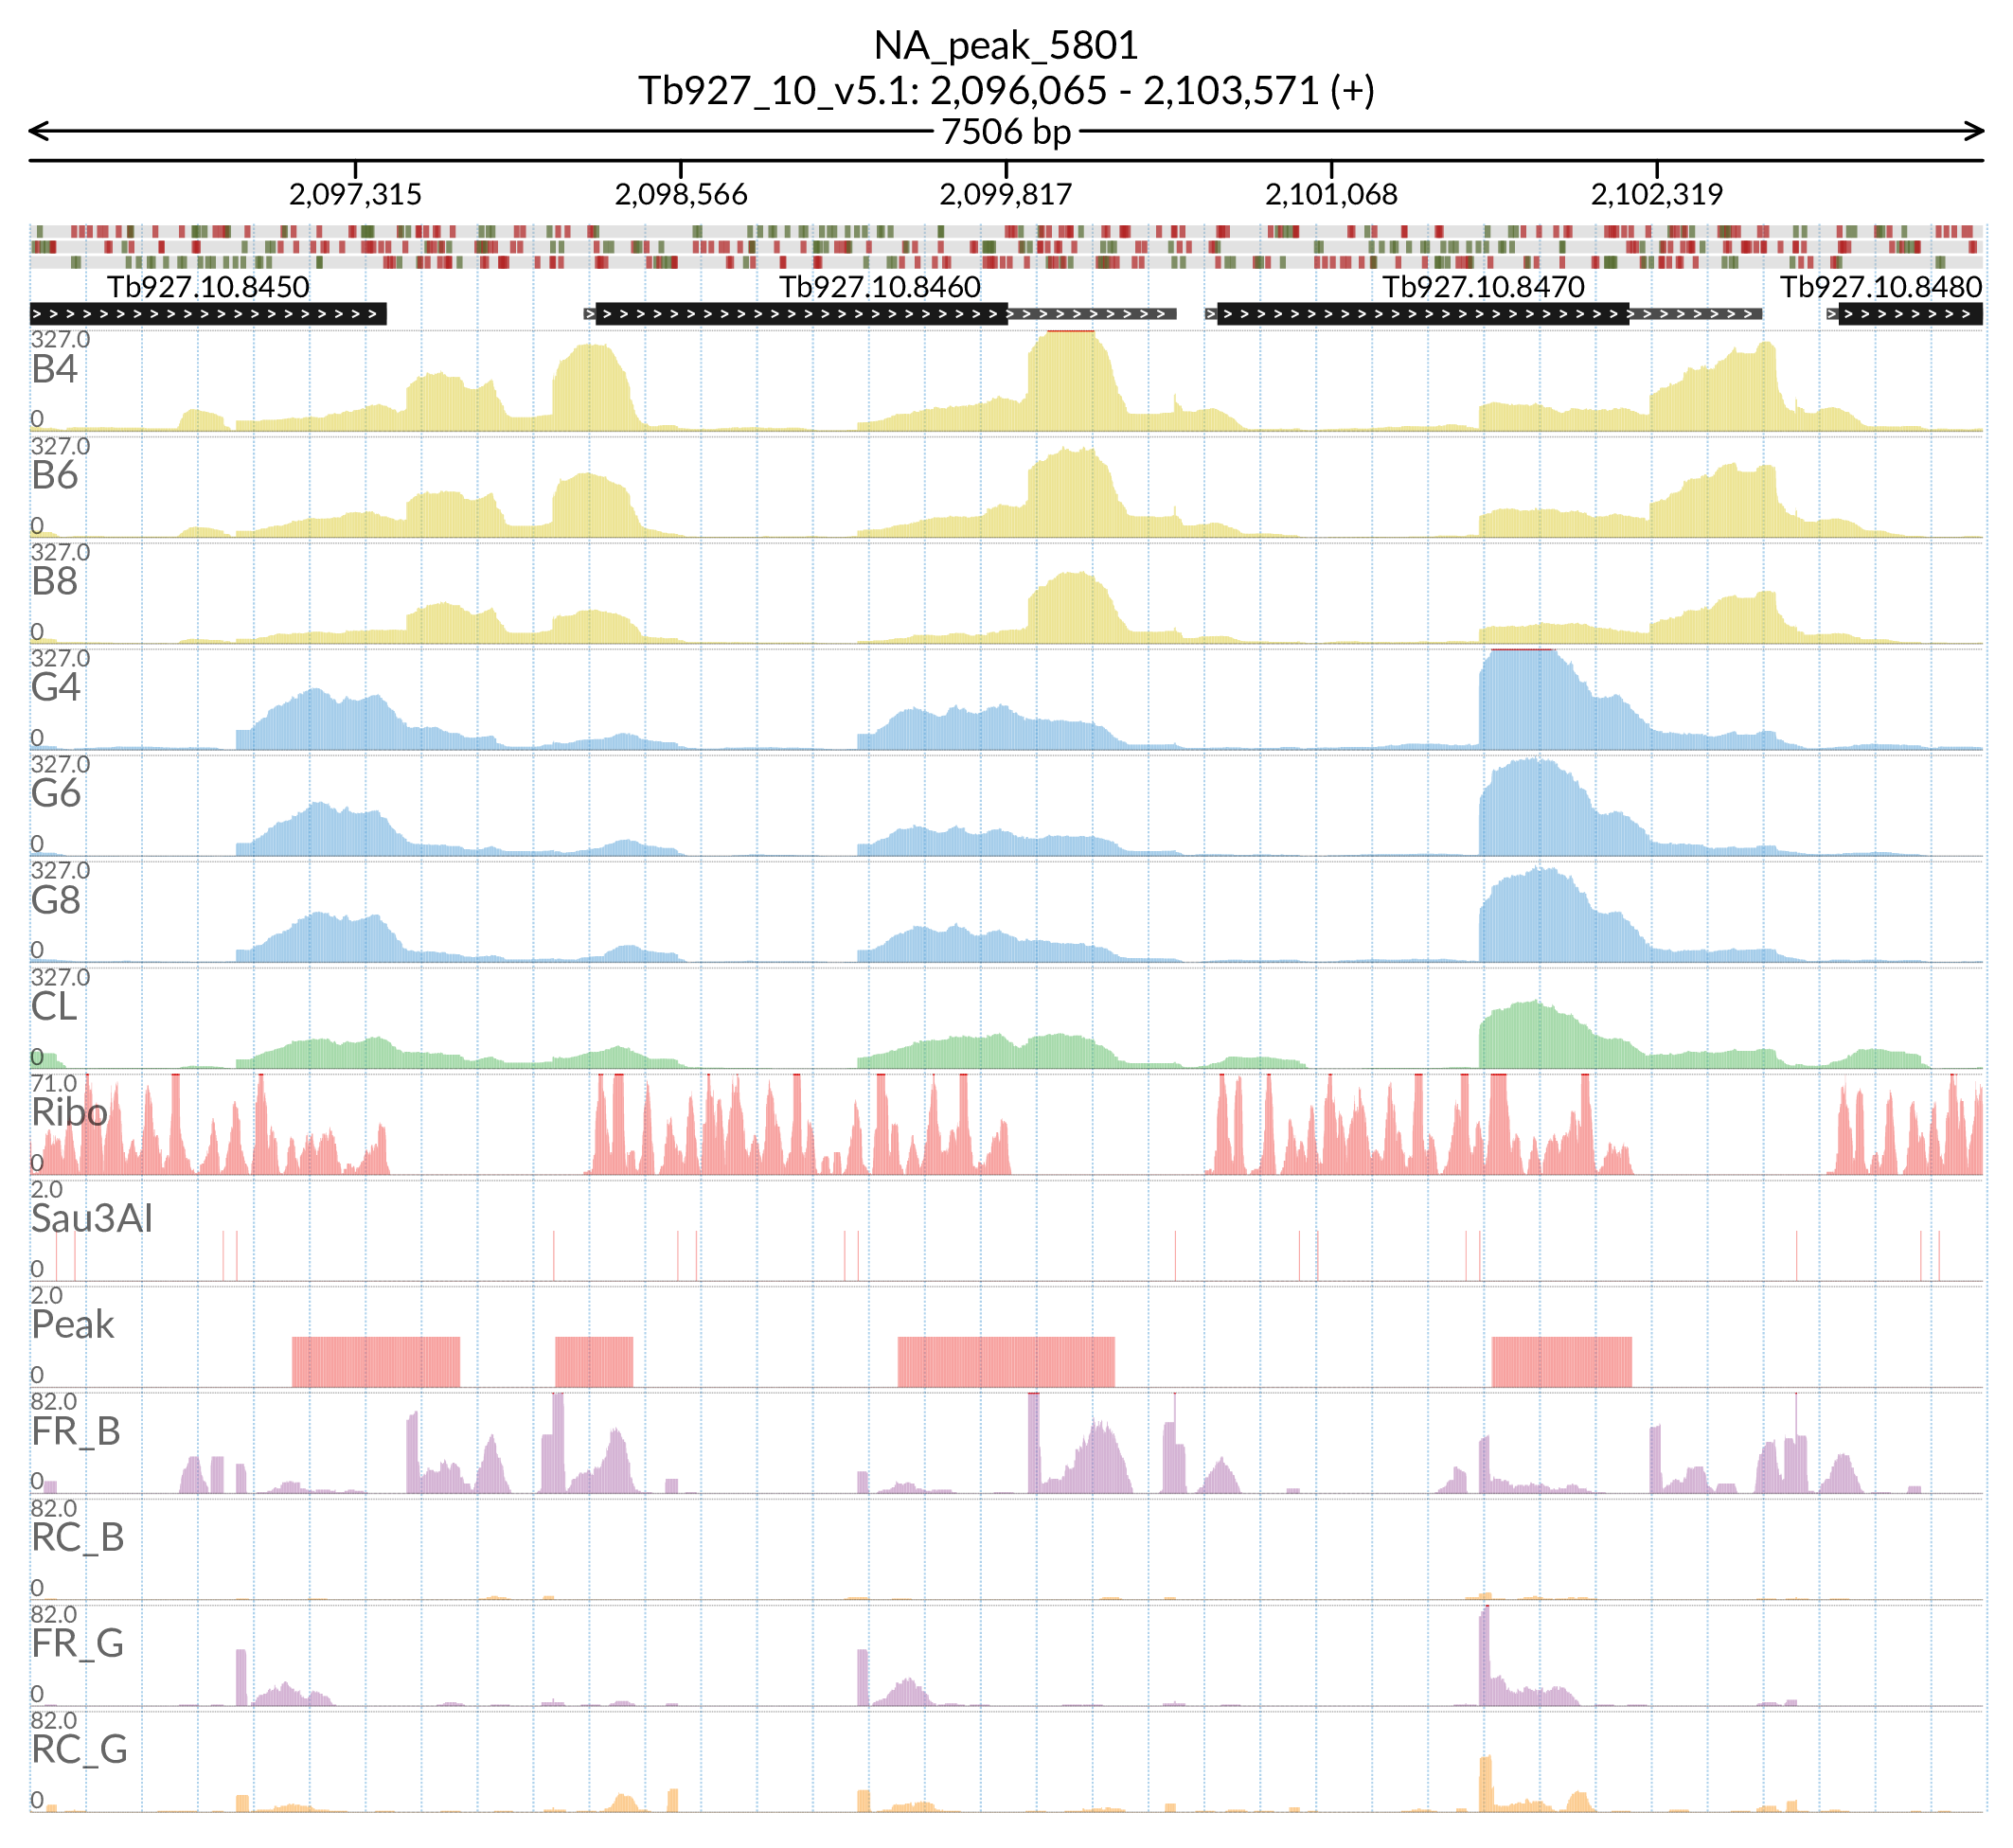 NA_peak_5801
Tb927_10_v5.1: 2,096,065 - 2,103,571 (+)
7506 bp
2,097,315 2,098,566 2,099,817 2,101,068 2,102,319
Tb927.10.8450 Tb927.10.8460 Tb927.10.8470 Tb927.10.8480
327.0
B4
0
327.0
B6
0
327.0
B8
0
327.0
G4
0
327.0
G6
0
327.0
G8
0
327.0
CL
0
71.0
Ribo
0
2.0
Sau3AI
0
2.0
Peak
0
82.0
FR_B
0
82.0
RC_B
0
82.0
FR_G
0
82.0
RC_G
0